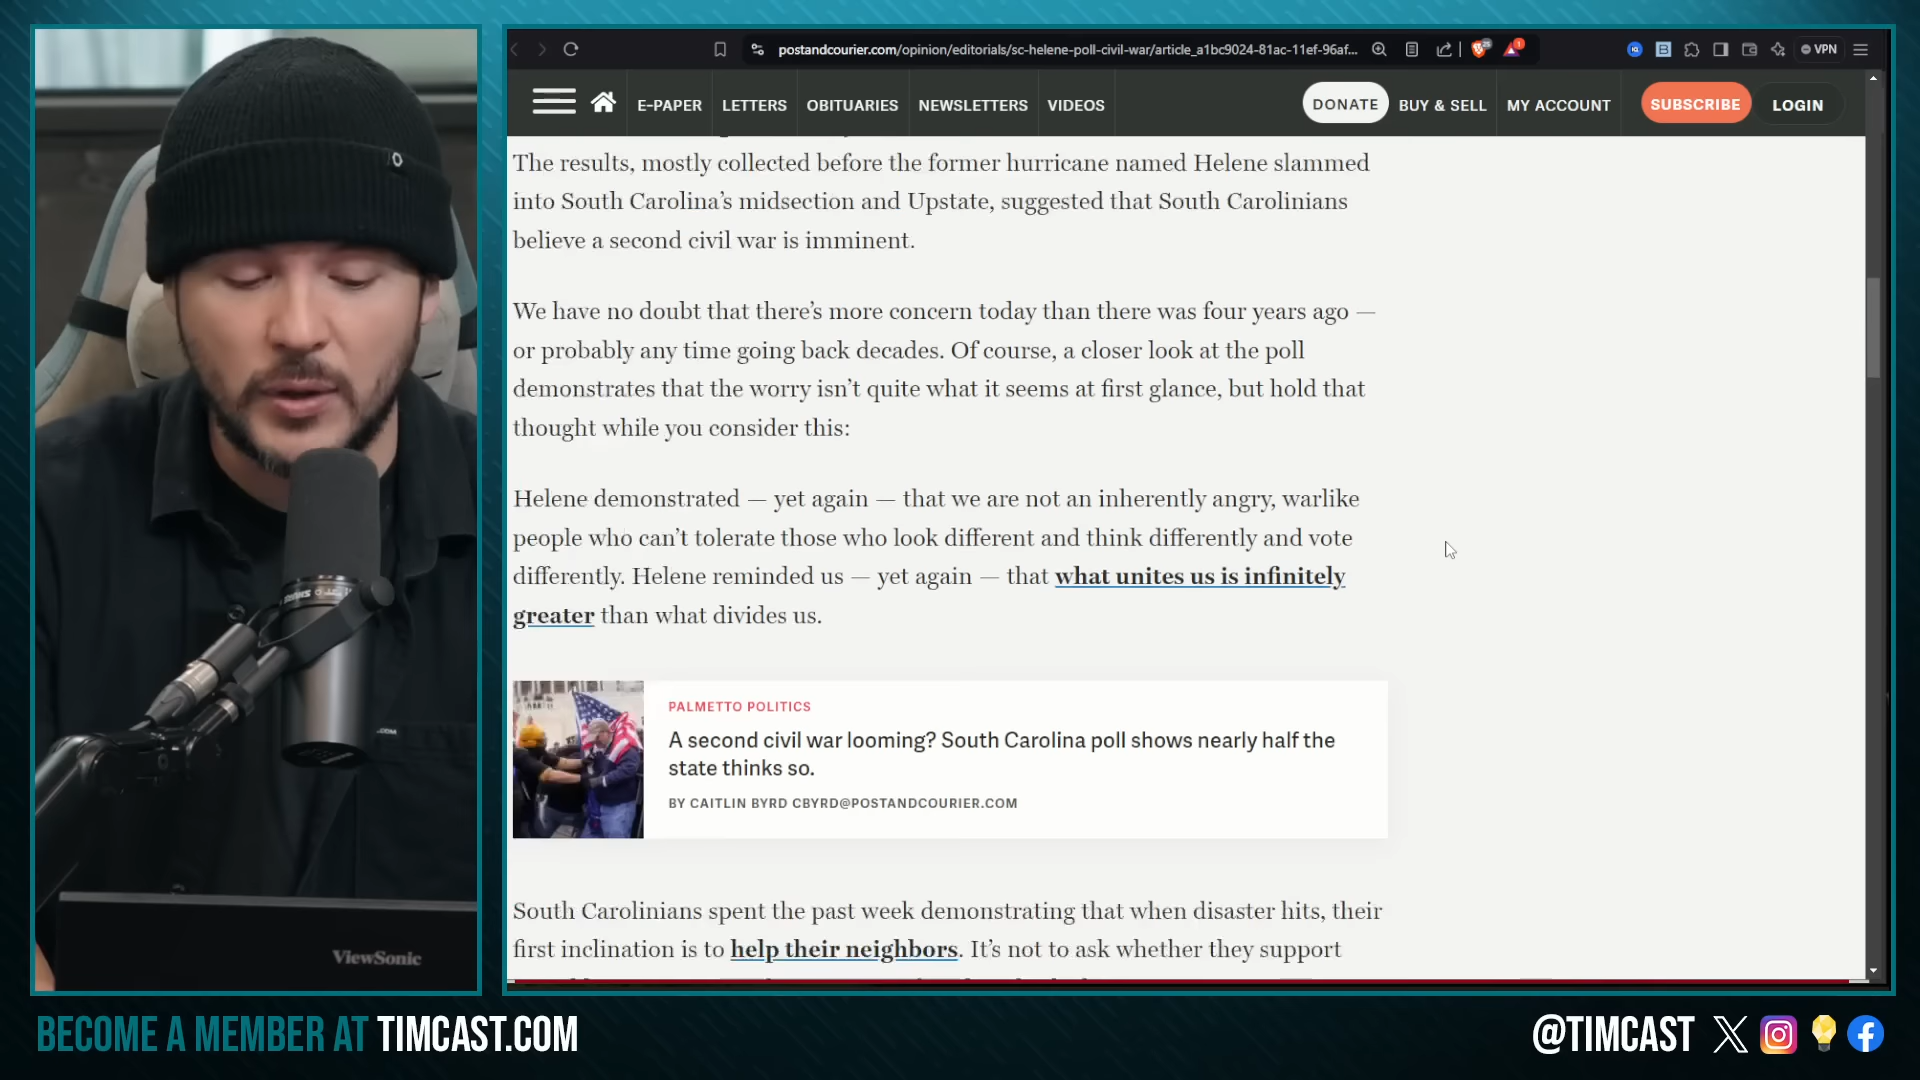 postandcourier.com/opinion/editorials/sc-helene-poll-civil-war/article_a1bc9024-81ac-11ef-96af...
VPN
E-PAPER
LETTERS
OBITUARIES
NEWSLETTERS
VIDEOS
DONATE
BUY & SELL
MY ACCOUNT
SUBSCRIBE
LOGIN
The results, mostly collected before the former hurricane named Helene slammed
into South Carolina’s midsection and Upstate, suggested that South Carolinians
believe a second civil war is imminent.
We have no doubt that there’s more concern today than there was four years ago —
or probably any time going back decades. Of course, a closer look at the poll
demonstrates that the worry isn’t quite what it seems at first glance, but hold that
thought while you consider this:
Helene demonstrated — yet again — that we are not an inherently angry, warlike
people who can’t tolerate those who look different and think differently and vote
differently. Helene reminded us — yet again — that what unites us is infinitely
greater than what divides us.
PALMETTO POLITICS
A second civil war looming? South Carolina poll shows nearly half the
state thinks so.
BY CAITLIN BYRD CBYRD@POSTANDCOURIER.COM
South Carolinians spent the past week demonstrating that when disaster hits, their
first inclination is to help their neighbors. It’s not to ask whether they support
ViewSonic
BECOME A MEMBER AT TIMCAST.COM
@TIMCAST